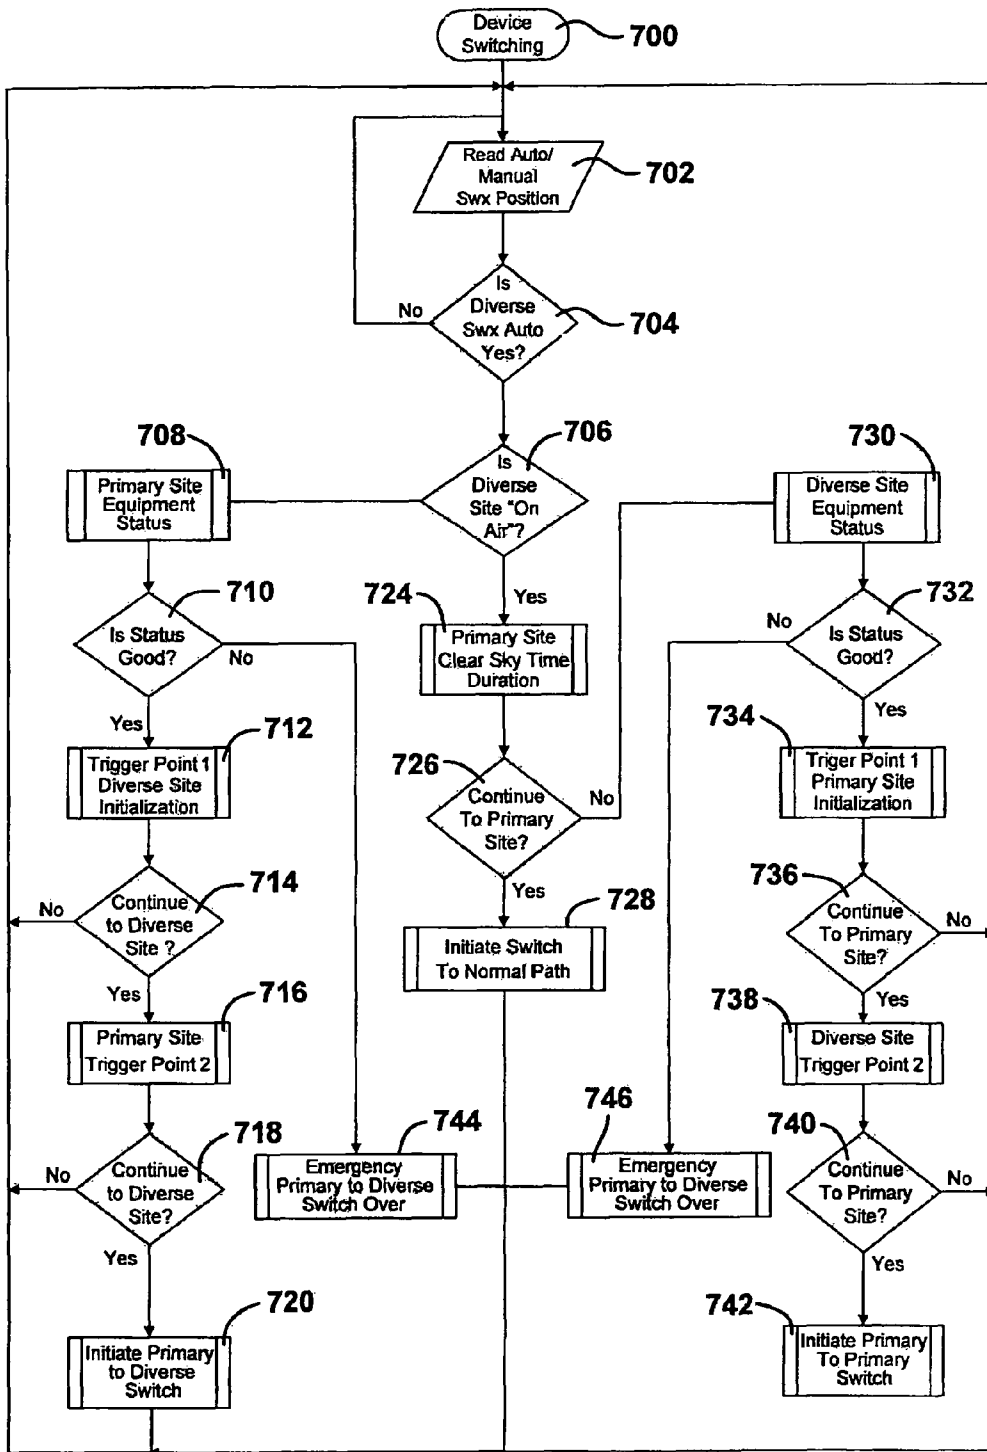 Device
Switching
700
Read Auto/
Manual
Swx Position
702
Is
Diverse
Swx Auto
Yes?
704
No
706
Is
Diverse
Site "On
Air"?
Yes
708
Primary Site
Equipment
Status
710
Is Status
Good?
No
Yes
712
Trigger Point 1
Diverse Site
Initialization
714
Continue
to Diverse
Site ?
No
Yes
716
Primary Site
Trigger Point 2
718
Continue
to Diverse
Site?
No
Yes
720
Initiate Primary
to Diverse
Switch
724
Primary Site
Clear Sky Time
Duration
726
Continue
To Primary
Site?
No
Yes
728
Initiate Switch
To Normal Path
744
Emergency
Primary to Diverse
Switch Over
746
Emergency
Primary to Diverse
Switch Over
730
Diverse Site
Equipment
Status
732
Is Status
Good?
No
Yes
734
Triger Point 1
Primary Site
Initialization
736
Continue
To Primary
Site?
No
Yes
738
Diverse Site
Trigger Point 2
740
Continue
To Primary
Site?
No
Yes
742
Initiate Primary
To Primary
Switch